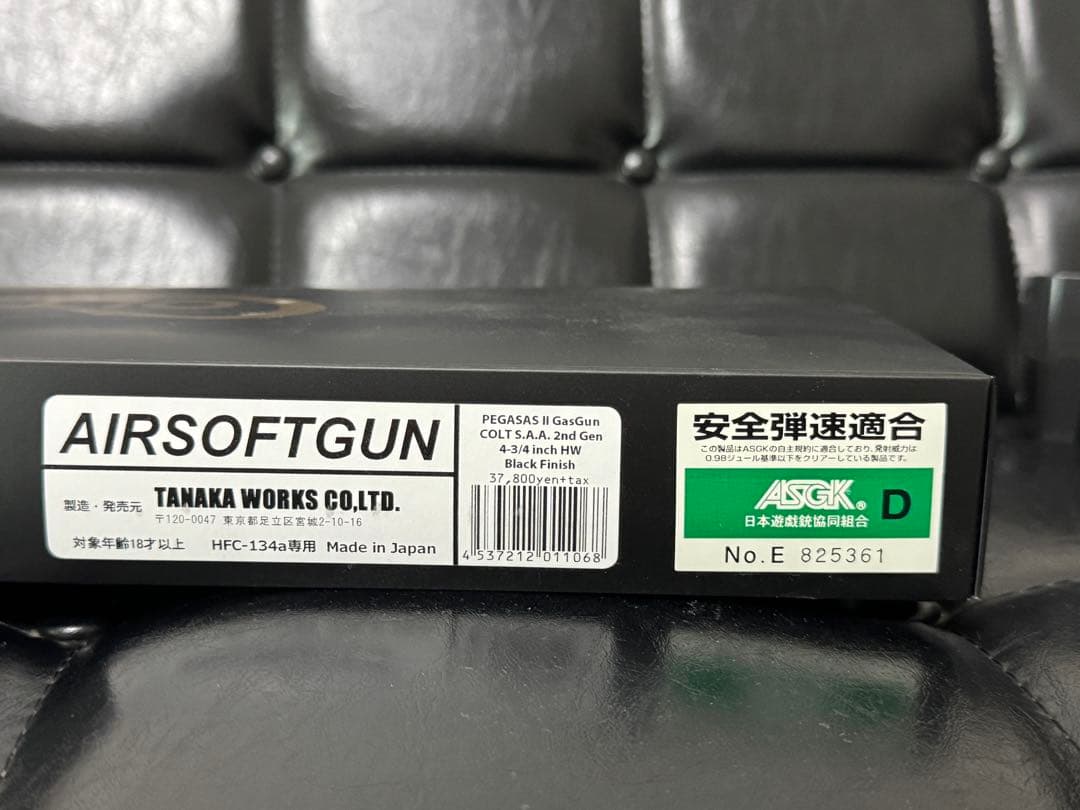 AIRSOFTGUN
製造・発売元 TANAKA WORKS CO,LTD.
〒120-0047 東京都足立区宮城2-10-16
対象年齢18才以上 HFC-134a専用 Made in Japan
PEGASAS II GasGun
COLT S.A.A. 2nd Gen
4-3/4 inch HW
Black Finish
37,800yen+tax
4 537212 011068
安全弾速適合
この製品はASGKの自主規約に適合しており、発射威力は
0.98ジュール基準以下をクリアーしている製品です。
ASGK® D
日本遊戯銃協同組合
No.E 825361